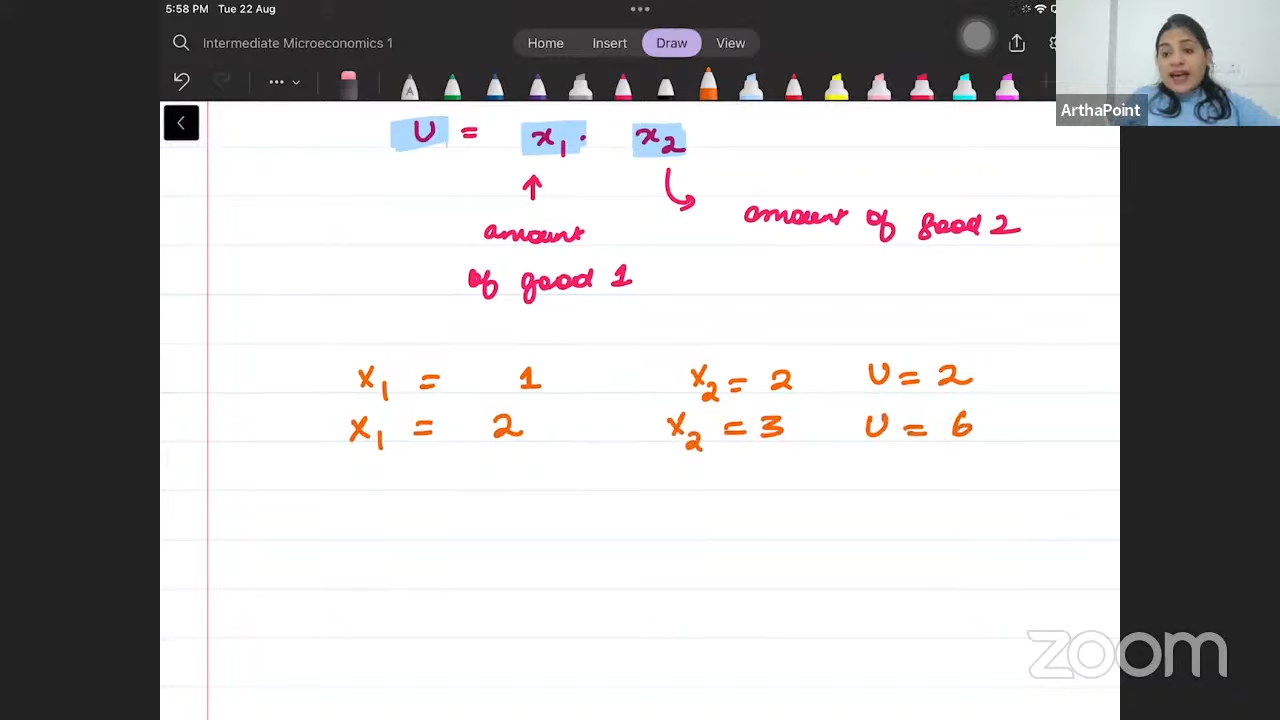 5:58 PM Tue 22 Aug
Intermediate Microeconomics 1
Home Insert Draw View
A
ArthaPoint
U = x₁ · x₂
amount of good 1
amount of good 2
x₁ = 1 x₂ = 2 U = 2
x₁ = 2 x₂ = 3 U = 6
zoom